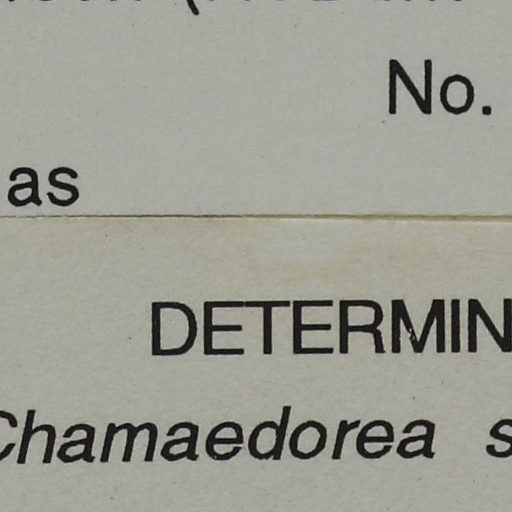 No.
as
DETERMIN
Chamaedorea s